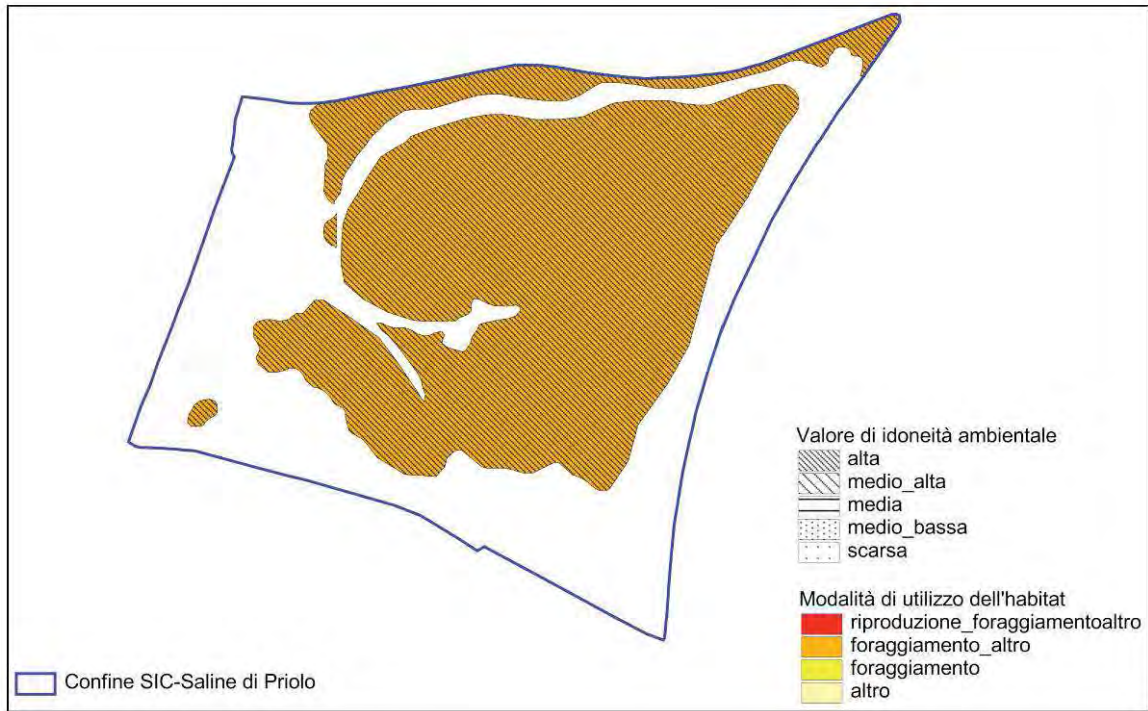 Valore di idoneità ambientale
alta
medio_alta
media
medio_bassa
scarsa
Modalità di utilizzo dell'habitat
riproduzione_foraggiamentoaltro
foraggiamento_altro
foraggiamento
altro
Confine SIC-Saline di Priolo